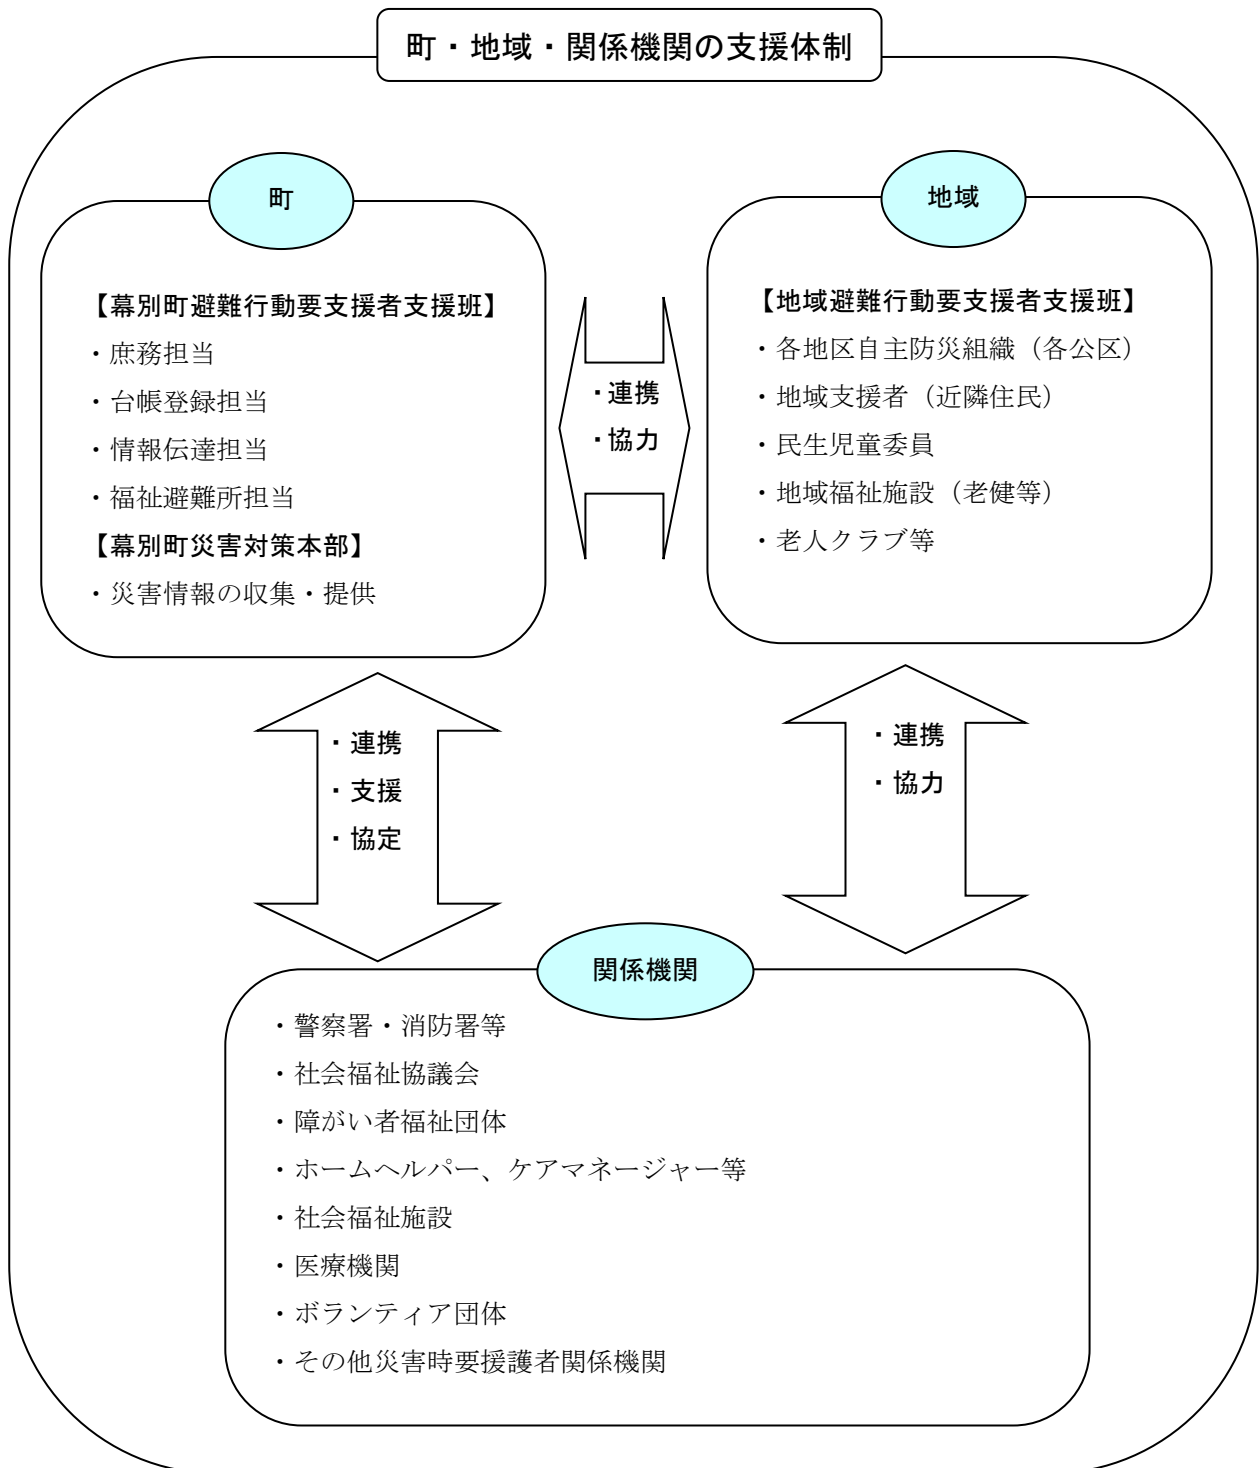 町・地域・関係機関の支援体制
町
【幕別町避難行動要支援者支援班】
・庶務担当
・台帳登録担当
・情報伝達担当
・福祉避難所担当
【幕別町災害対策本部】
・災害情報の収集・提供
・連携
・協力
地域
【地域避難行動要支援者支援班】
・各地区自主防災組織（各公区）
・地域支援者（近隣住民）
・民生児童委員
・地域福祉施設（老健等）
・老人クラブ等
・連携
・支援
・協定
・連携
・協力
関係機関
・警察署・消防署等
・社会福祉協議会
・障がい者福祉団体
・ホームヘルパー、ケアマネージャー等
・社会福祉施設
・医療機関
・ボランティア団体
・その他災害時要援護者関係機関